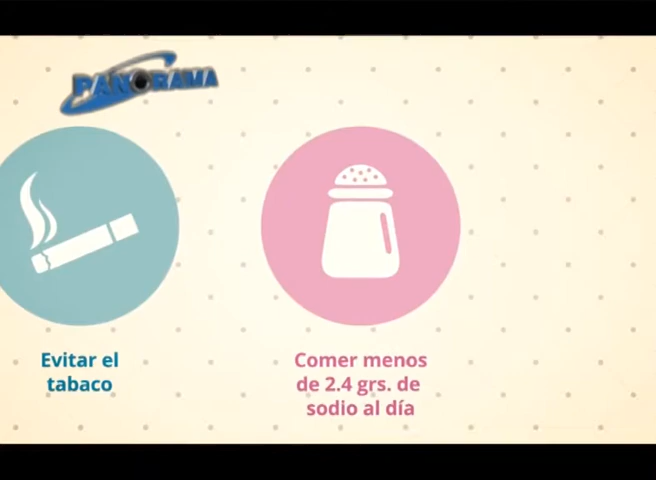 PANORAMA
Evitar el
tabaco
Comer menos
de 2.4 grs. de
sodio al día